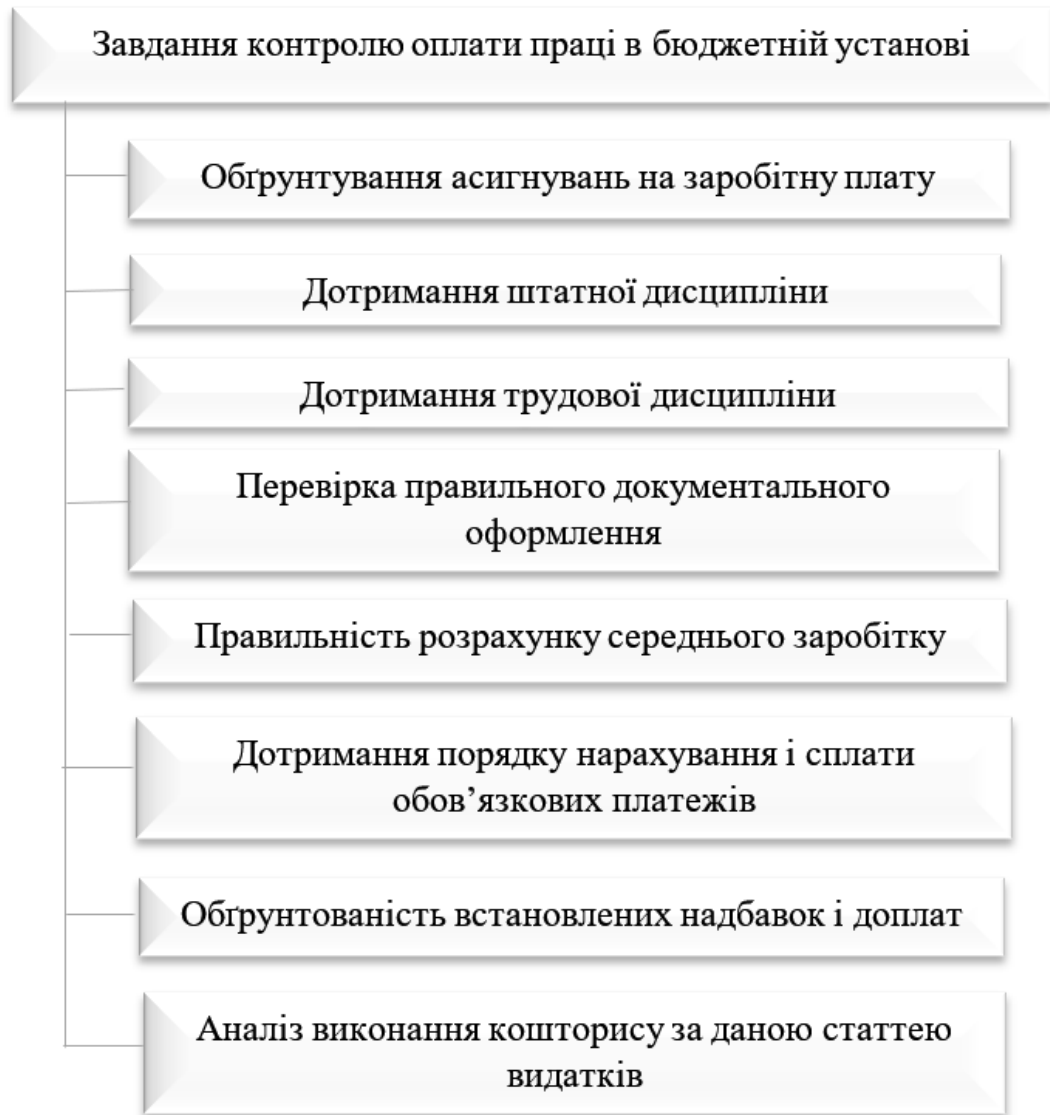 Завдання контролю оплати праці в бюджетній установі
Обґрунтування асигнувань на заробітну плату
Дотримання штатної дисципліни
Дотримання трудової дисципліни
Перевірка правильного документального
оформлення
Правильність розрахунку середнього заробітку
Дотримання порядку нарахування і сплати
обов’язкових платежів
Обґрунтованість встановлених надбавок і доплат
Аналіз виконання кошторису за даною статтею
видатків